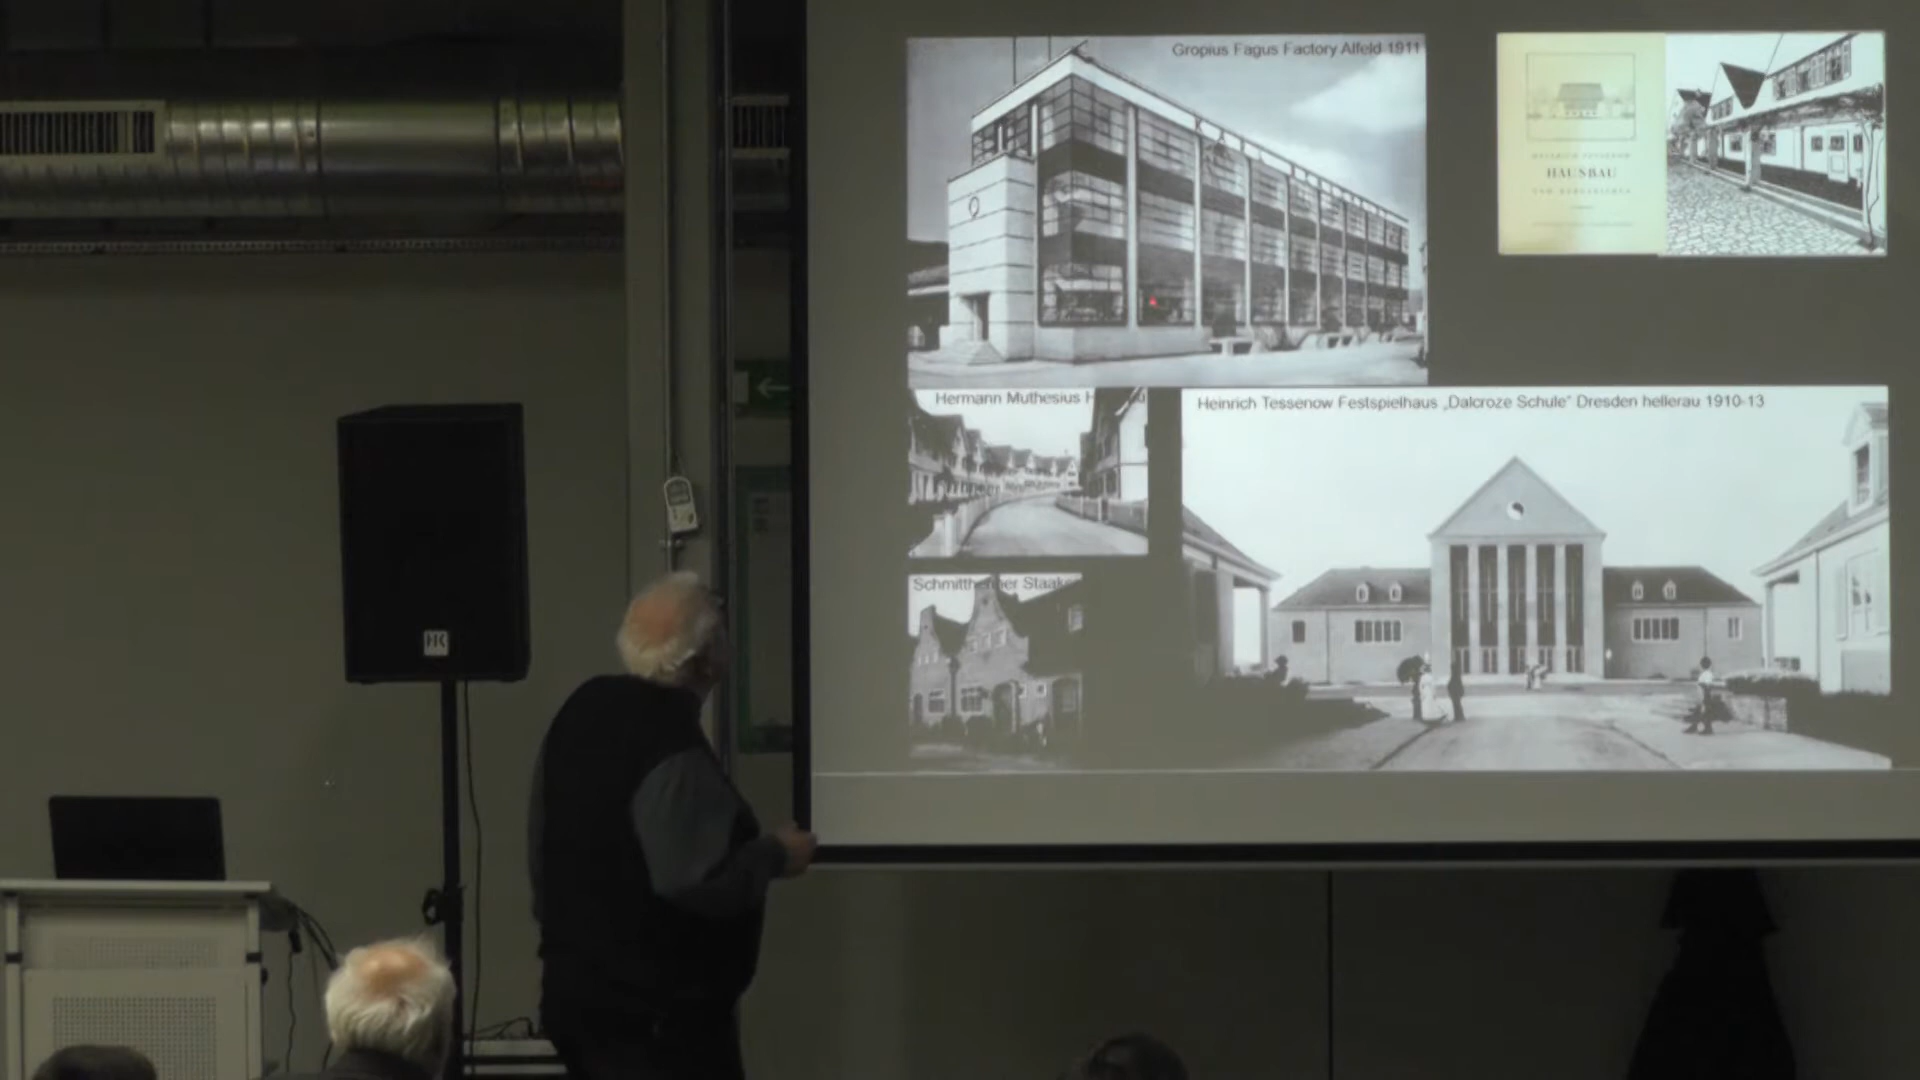 Gropius Fagus Factory Alfeld 1911
HAUSBAU
Hermann Muthesius H
Heinrich Tessenow Festspielhaus „Dalcroze Schule" Dresden hellerau 1910-13
Schmitthenner Staaken
HK